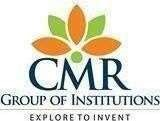 CMR
GROUP OF INSTITUTIONS
EXPLORE TO INVENT